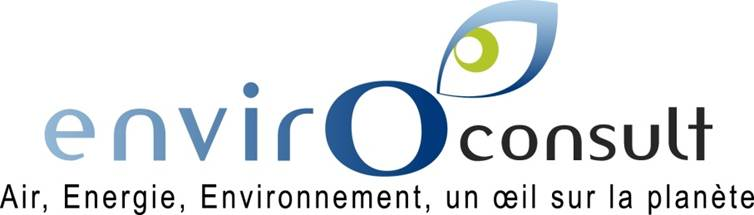 envirOconsult
Air, Energie, Environnement, un œil sur la planète